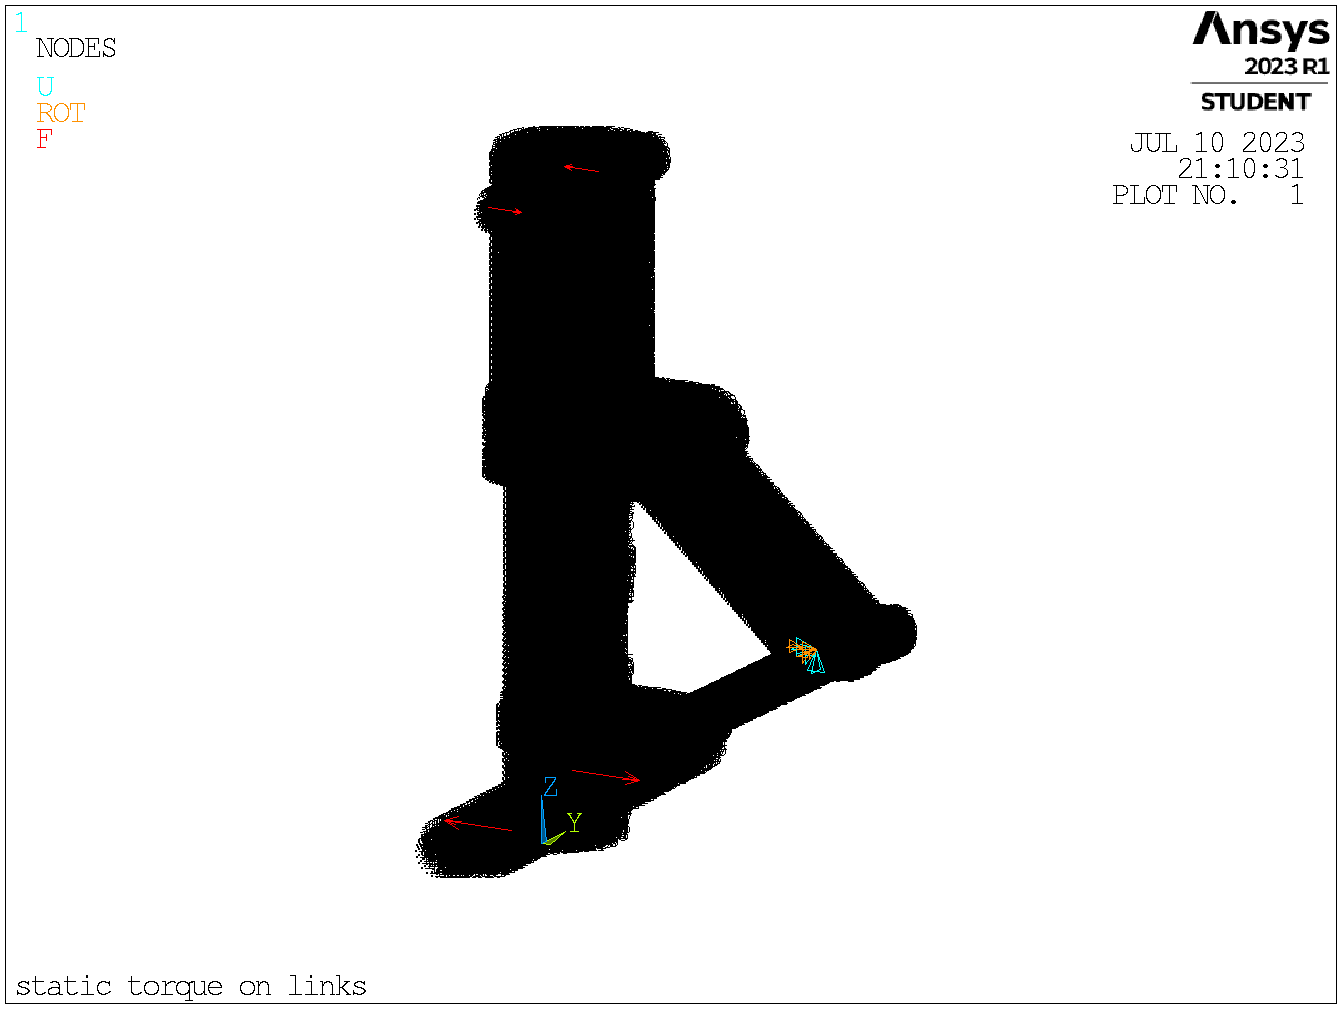 1
NODES
U
ROT
F
Ansys
2023 R1
STUDENT
JUL 10 2023
21:10:31
PLOT NO. 1
Z
Y
static torque on links